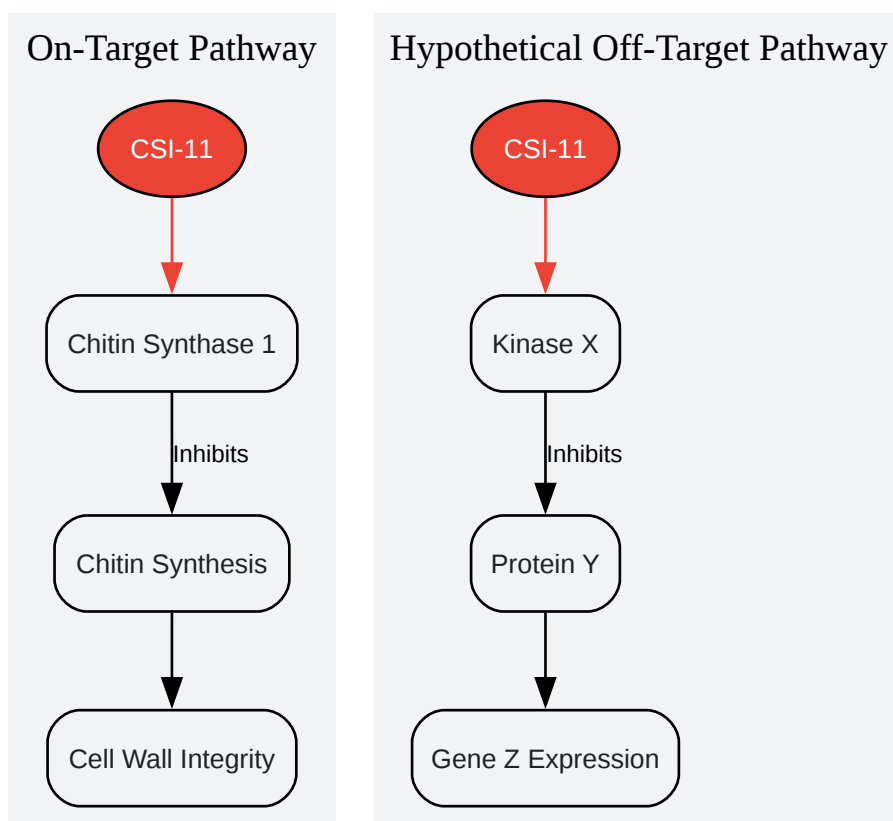 On-Target Pathway
CSI-11
Chitin Synthase 1
Inhibits
Chitin Synthesis
Cell Wall Integrity
Hypothetical Off-Target Pathway
CSI-11
Kinase X
Inhibits
Protein Y
Gene Z Expression